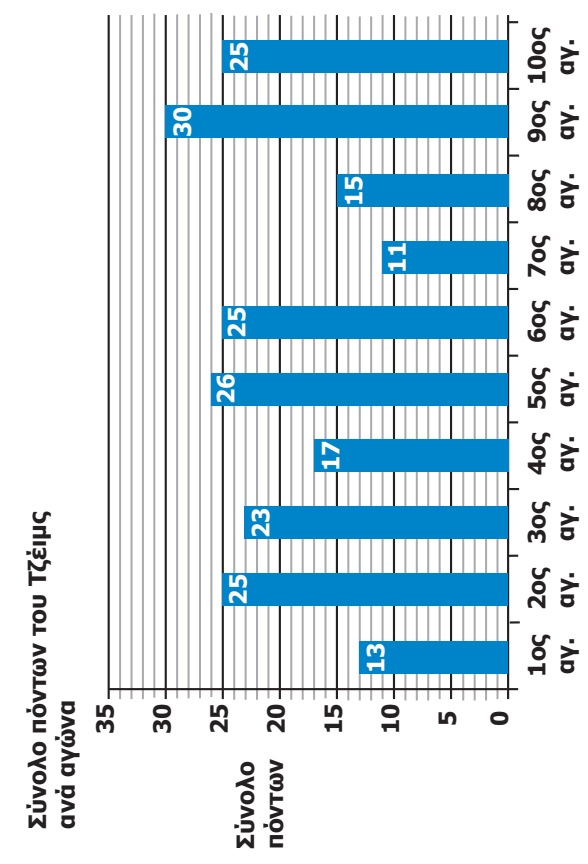 Σύνολο πόντων του Τζέιμς
ανά αγώνα
Σύνολο
πόντων
35
30
25
20
15
10
5
0
13
25
23
17
26
25
11
15
30
25
1ος
αγ.
2ος
αγ.
3ος
αγ.
4ος
αγ.
5ος
αγ.
6ος
αγ.
7ος
αγ.
8ος
αγ.
9ος
αγ.
10ος
αγ.